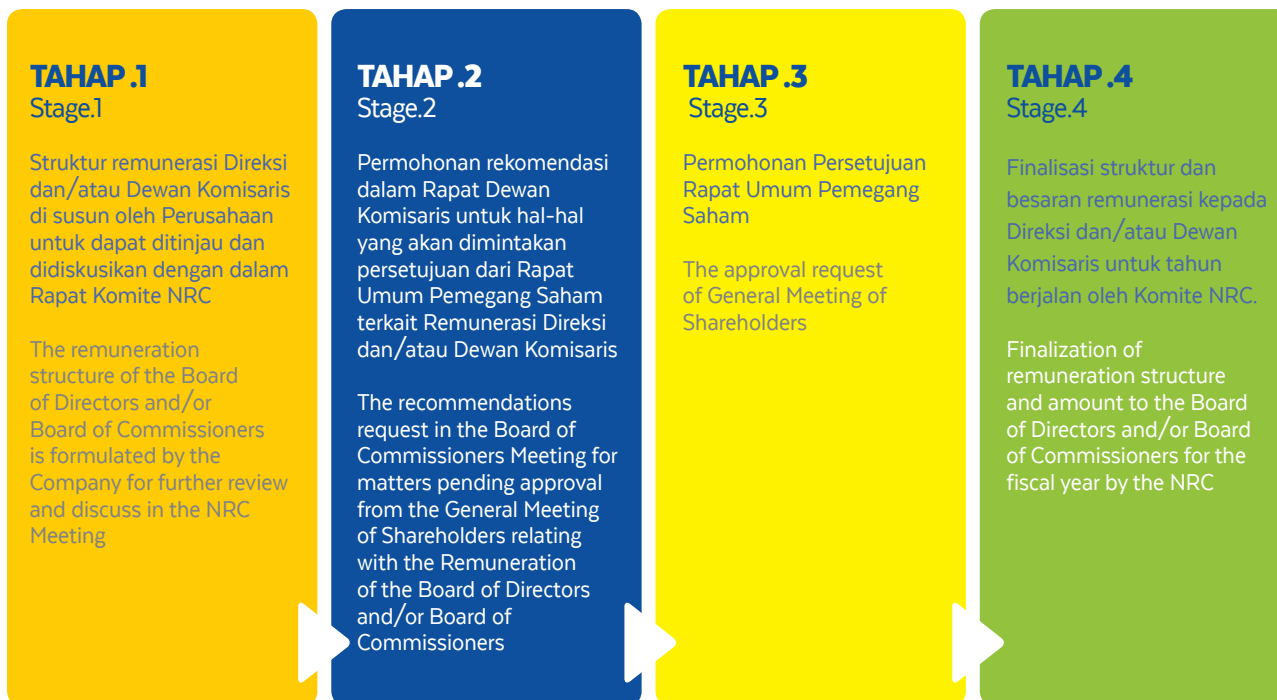 TAHAP.1
Stage.1
Struktur remunerasi Direksi
dan/atau Dewan Komisaris
di susun oleh Perusahaan
untuk dapat ditinjau dan
didiskusikan dengan dalam
Rapat Komite NRC
The remuneration
structure of the Board
of Directors and/or
Board of Commissioners
is formulated by the
Company for further review
and discuss in the NRC
Meeting
TAHAP.2
Stage.2
Permohonan rekomendasi
dalam Rapat Dewan
Komisaris untuk hal-hal
yang akan dimintakan
persetujuan dari Rapat
Umum Pemegang Saham
terkait Remunerasi Direksi
dan/atau Dewan Komisaris
The recommendations
request in the Board of
Commissioners Meeting for
matters pending approval
from the General Meeting
of Shareholders relating
with the Remuneration
of the Board of Directors
and/or Board of
Commissioners
TAHAP.3
Stage.3
Permohonan Persetujuan
Rapat Umum Pemegang
Saham
The approval request
of General Meeting of
Shareholders
TAHAP.4
Stage.4
Finalisasi struktur dan
besaran remunerasi kepada
Direksi dan/atau Dewan
Komisaris untuk tahun
berjalan oleh Komite NRC.
Finalization of
remuneration structure
and amount to the Board
of Directors and/or Board
of Commissioners for the
fiscal year by the NRC